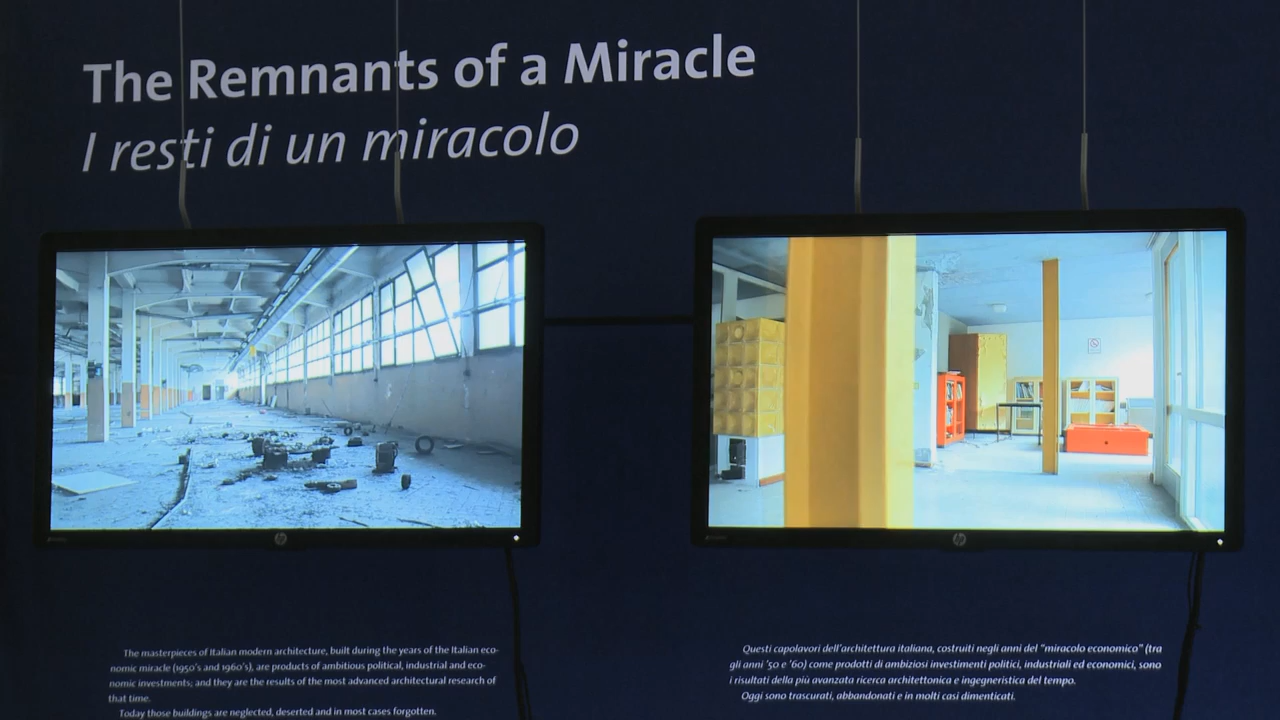 The Remnants of a Miracle
I resti di un miracolo
hp
hp
The masterpieces of Italian modern architecture, built during the years of the Italian eco-
nomic miracle (1950's and 1960's), are products of ambitious political, industrial and eco-
nomic investments; and they are the results of the most advanced architectural research of
that time.
Today those buildings are neglected, deserted and in most cases forgotten.
Questi capolavori dell'architettura italiana, costruiti negli anni del "miracolo economico" (tra
gli anni '50 e '60) come prodotti di ambiziosi investimenti politici, industriali ed economici, sono
i risultati della più avanzata ricerca architettonica e ingegneristica del tempo.
Oggi sono trascurati, abbandonati e in molti casi dimenticati.